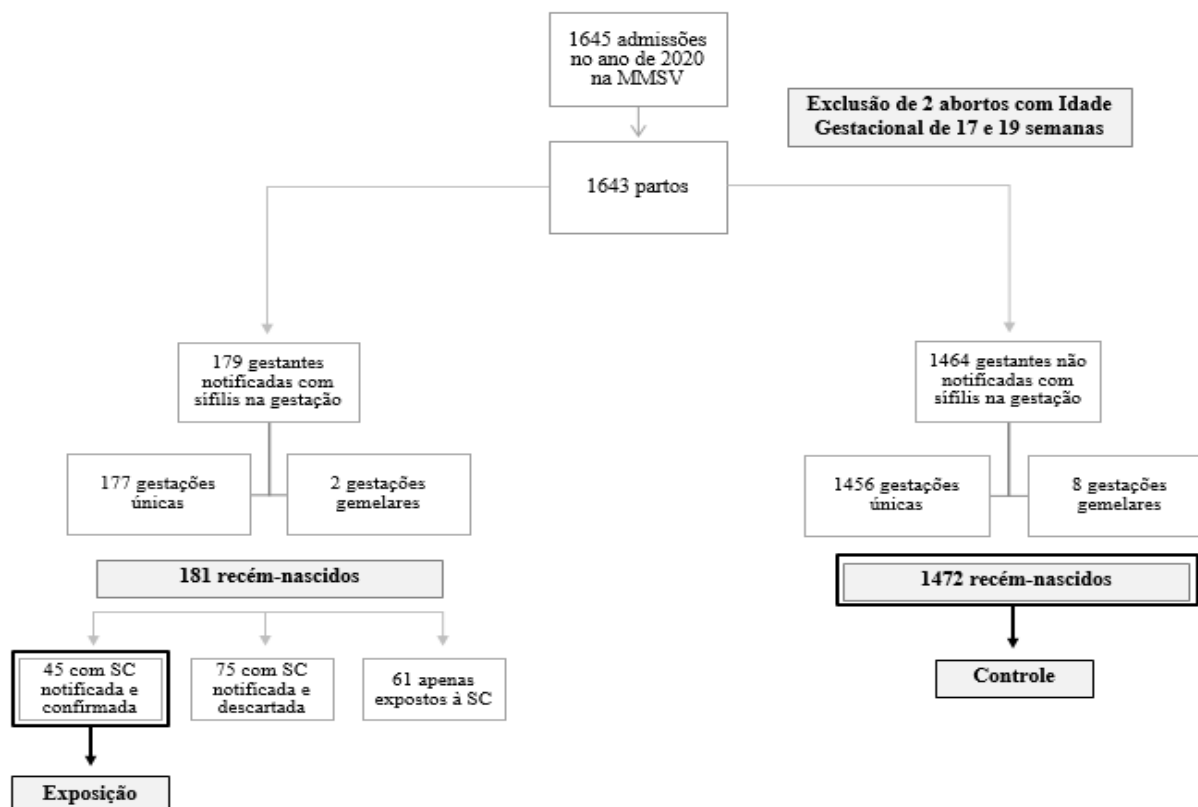 1645 admissões
no ano de 2020
na MMSV
Exclusão de 2 abortos com Idade
Gestacional de 17 e 19 semanas
1643 partos
179 gestantes
notificadas com
sífilis na gestação
1464 gestantes não
notificadas com
sífilis na gestação
177 gestações
únicas
2 gestações
gemelares
1456 gestações
únicas
8 gestações
gemelares
181 recém-nascidos
1472 recém-nascidos
45 com SC
notificada e
confirmada
75 com SC
notificada e
descartada
61 apenas
expostos à SC
Controle
Exposição